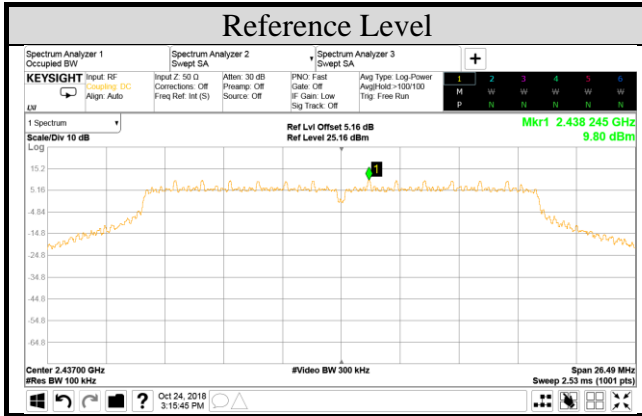 Reference Level
Spectrum Analyzer 1
Occupied BW
Spectrum Analyzer 2
Swept SA
Spectrum Analyzer 3
Swept SA
+
KEYSIGHT
LXI
Input: RF
Coupling: DC
Align: Auto
Input Z: 50 Ω
Corrections: Off
Freq Ref: Int (S)
Atten: 30 dB
Preamp: Off
Source: Off
PNO: Fast
Gate: Off
IF Gain: Low
Sig Track: Off
Avg Type: Log-Power
Avg|Hold:>100/100
Trig: Free Run
1 2 3 4 5 6
M W W W W W
P N N N N N
1 Spectrum
Scale/Div 10 dB
Ref Lvl Offset 5.16 dB
Ref Level 25.16 dBm
Mkr1 2.438 245 GHz
9.80 dBm
Log
15.2
5.16
-4.84
-14.8
-24.8
-34.8
-44.8
-54.8
-64.8
1
Center 2.43700 GHz
#Video BW 300 kHz
Span 26.49 MHz
#Res BW 100 kHz
Sweep 2.53 ms (1001 pts)
?
Oct 24, 2018
3:15:45 PM